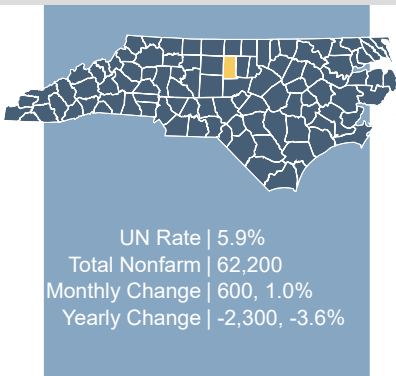 UN Rate | 5.9%
Total Nonfarm | 62,200
Monthly Change | 600, 1.0%
Yearly Change | -2,300, -3.6%